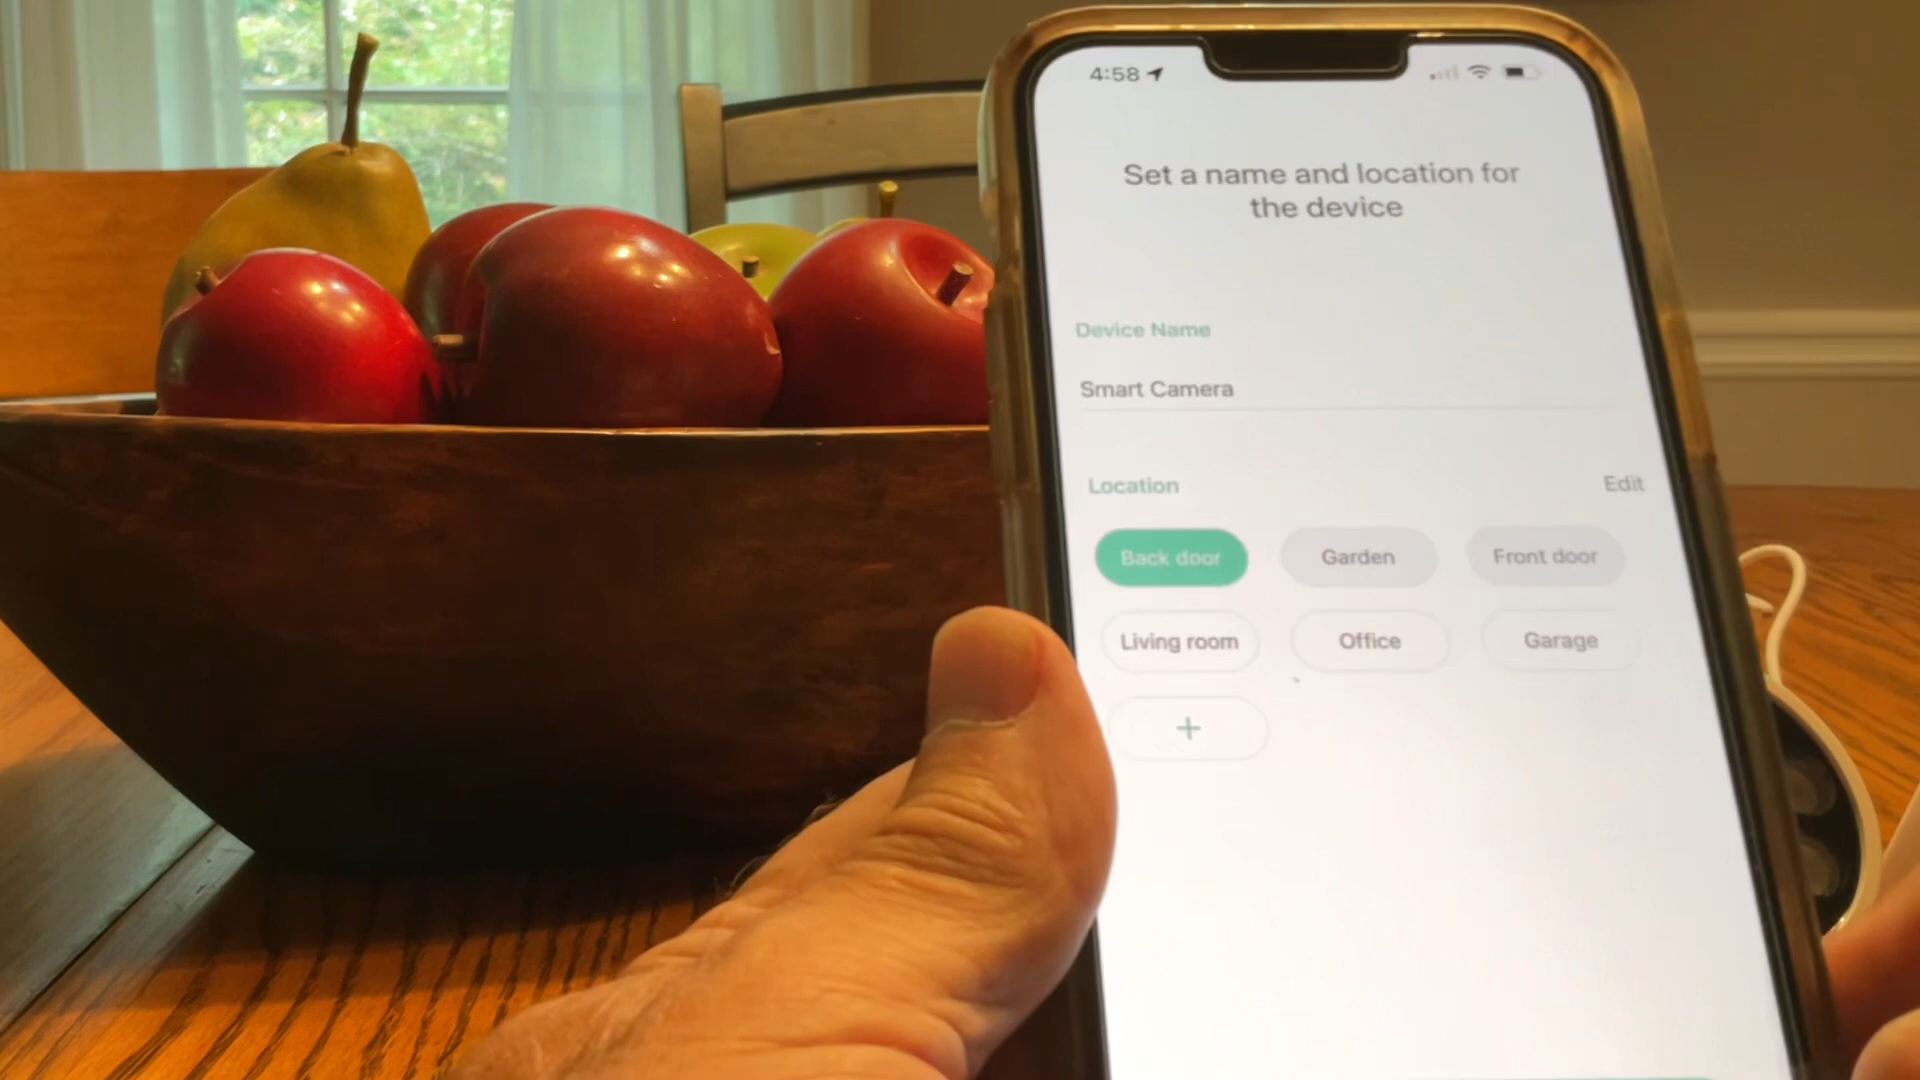 4:58
Set a name and location for
the device
Device Name
Smart Camera
Location Edit
Back door Garden Front door
Living room Office Garage
+